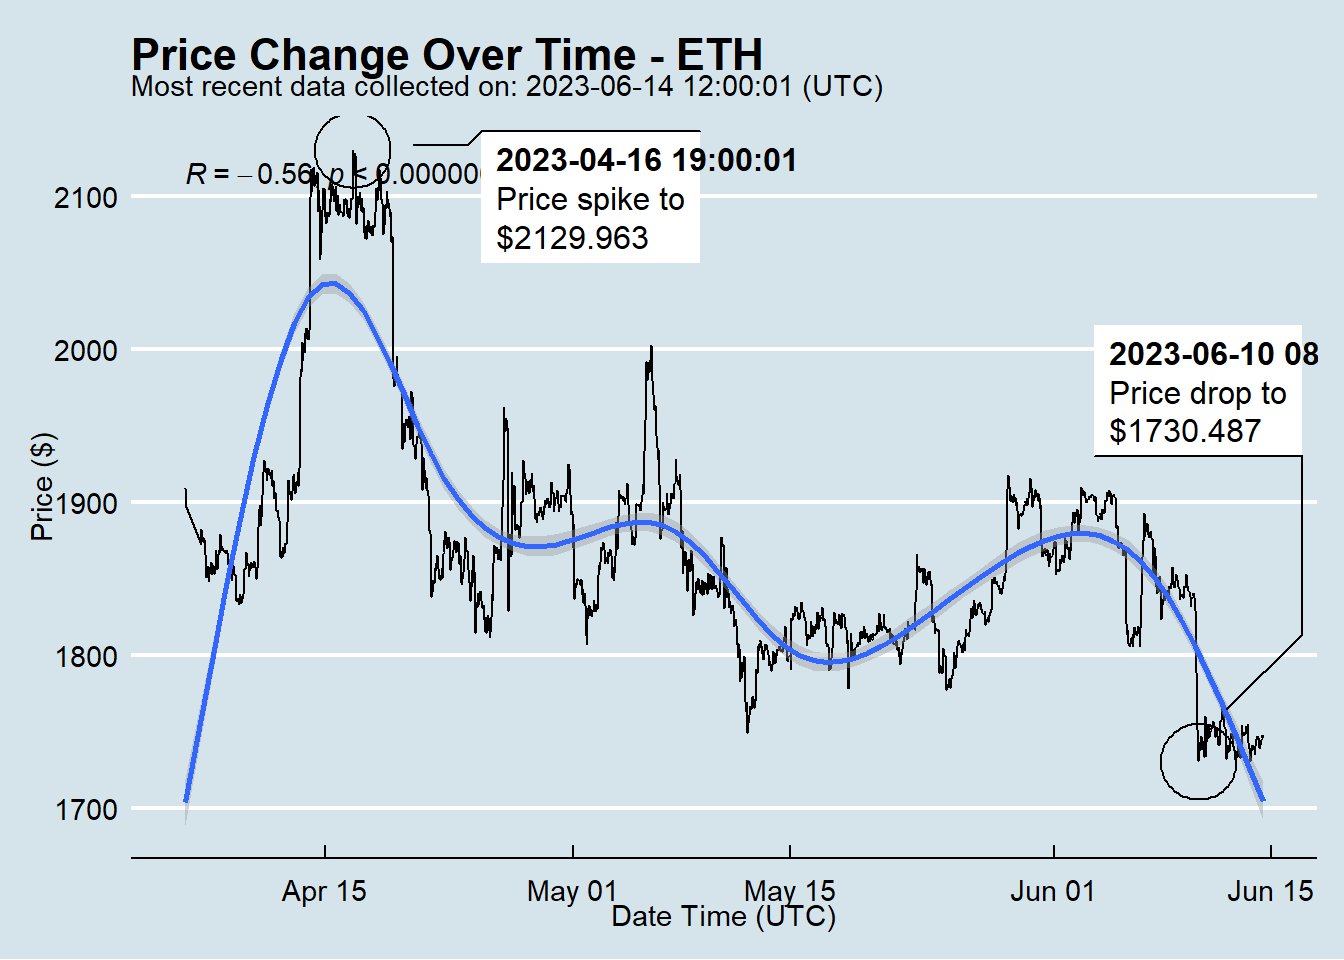 Price Change Over Time - ETH
Most recent data collected on: 2023-06-14 12:00:01 (UTC)
R = −0.56, p < 0.00000
2023-04-16 19:00:01
Price spike to
$2129.963
2023-06-10 08
Price drop to
$1730.487
Price ($)
2100
2000
1900
1800
1700
Apr 15
May 01
May 15
Jun 01
Jun 15
Date Time (UTC)